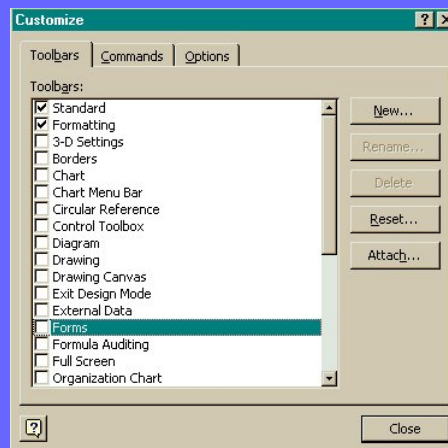 Customize
Toolbars
Commands
Options
Toolbars:
Standard
Formatting
3-D Settings
Borders
Chart
Chart Menu Bar
Circular Reference
Control Toolbox
Diagram
Drawing
Drawing Canvas
Exit Design Mode
External Data
Forms
Formula Auditing
Full Screen
Organization Chart
New...
Rename...
Delete
Reset...
Attach...
Close